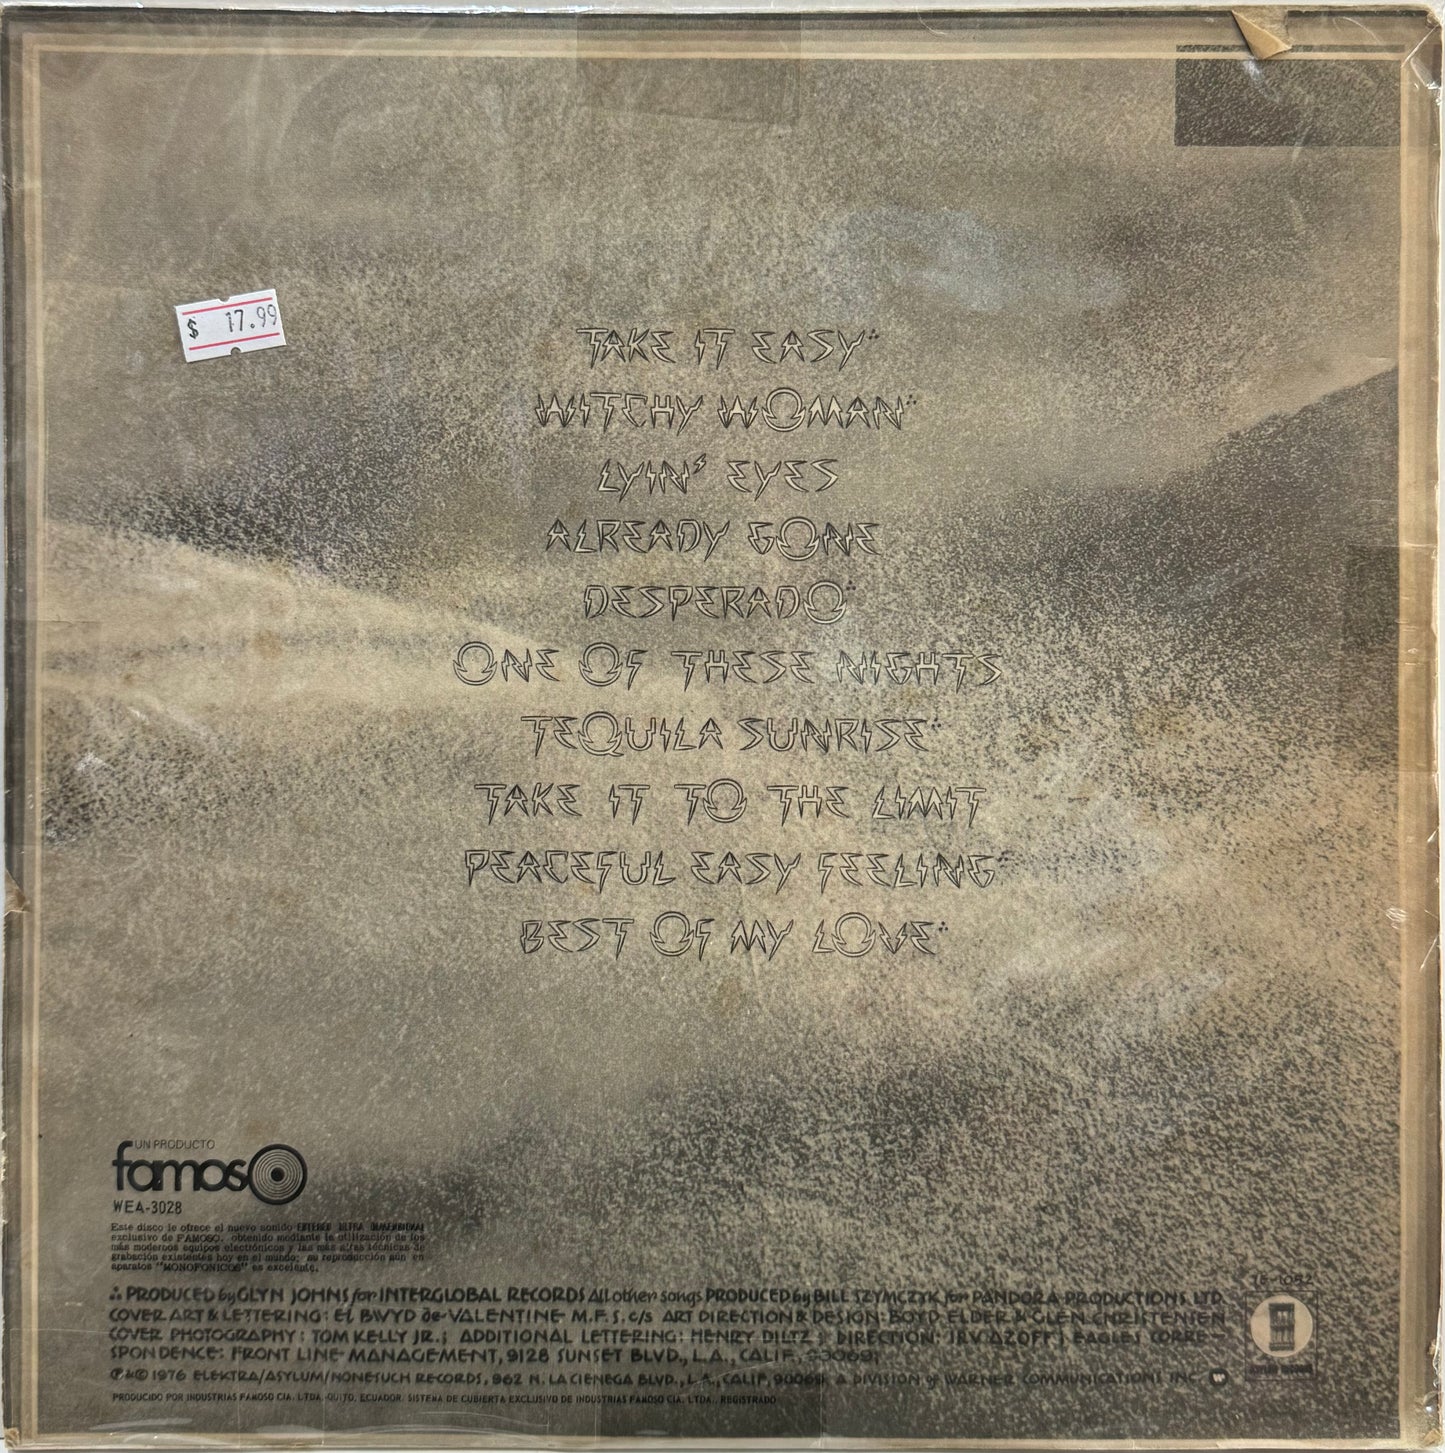 $ 17.99
TAKE IT EASY∴
WITCHY WOMAN∴
LYIN' EYES
ALREADY GONE
DESPERADO∴
ONE OF THESE NIGHTS
TEQUILA SUNRISE∴
TAKE IT TO THE LIMIT
PEACEFUL EASY FEELING∴
BEST OF MY LOVE∴
UN PRODUCTO
famoso
WEA-3028
Este disco le ofrece el nuevo sonido ESTEREO ULTRA DIMENSIONAL
exclusivo de FAMOSO, obtenido mediante la utilización de los
más modernos equipos electrónicos y las más altas técnicas de
grabación existentes hoy en el mundo; su reproducción aún en
aparatos "MONOFONICOS" es excelente.
7E-1052
∴ PRODUCED by GLYN JOHNS for INTERGLOBAL RECORDS All other songs PRODUCED by BILL SZYMCZYK for PANDORA PRODUCTIONS LTD.
COVER ART & LETTERING: El BWYD de VALENTINE M.F.S. c/s ART DIRECTION & DESIGN: BOYD ELDER & GLEN CHRISTENSEN
COVER PHOTOGRAPHY: TOM KELLY JR.; ADDITIONAL LETTERING: HENRY DILTZ; DIRECTION: IRV AZOFF; EAGLES CORRE-
SPONDENCE: FRONT LINE MANAGEMENT, 9128 SUNSET BLVD., L.A., CALIF, 90069;
℗ & © 1976 ELEKTRA/ASYLUM/NONESUCH RECORDS, 962 N. LA CIENEGA BLVD., L.A., CALIF, 90069; A DIVISION of WARNER COMMUNICATIONS INC.
ASYLUM RECORDS
PRODUCIDO POR INDUSTRIAS FAMOSO CIA. LTDA. QUITO, ECUADOR. SISTEMA DE CUBIERTA EXCLUSIVO DE INDUSTRIAS FAMOSO CIA. LTDA., REGISTRADO